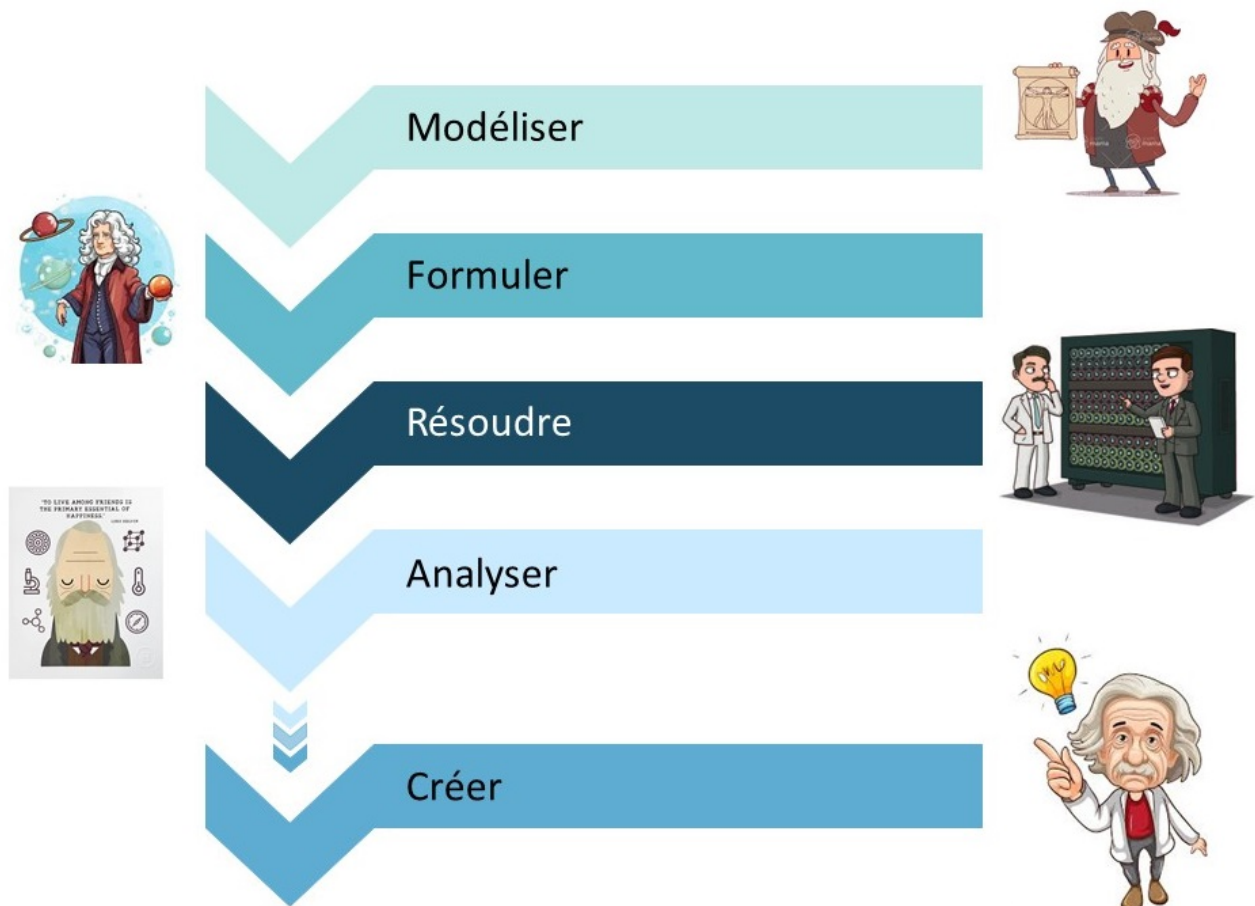 Modéliser
Formuler
Résoudre
"TO LIVE AMONG FRIENDS IS
THE PRIMARY ESSENTIAL OF
HAPPINESS."
Analyser
Créer